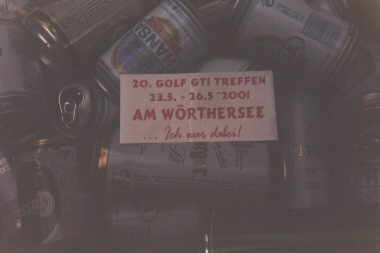 20. GOLF GTI TREFFEN
23.5. - 26.5 2001
AM WÖRTHERSEE
... Ich war dabei!